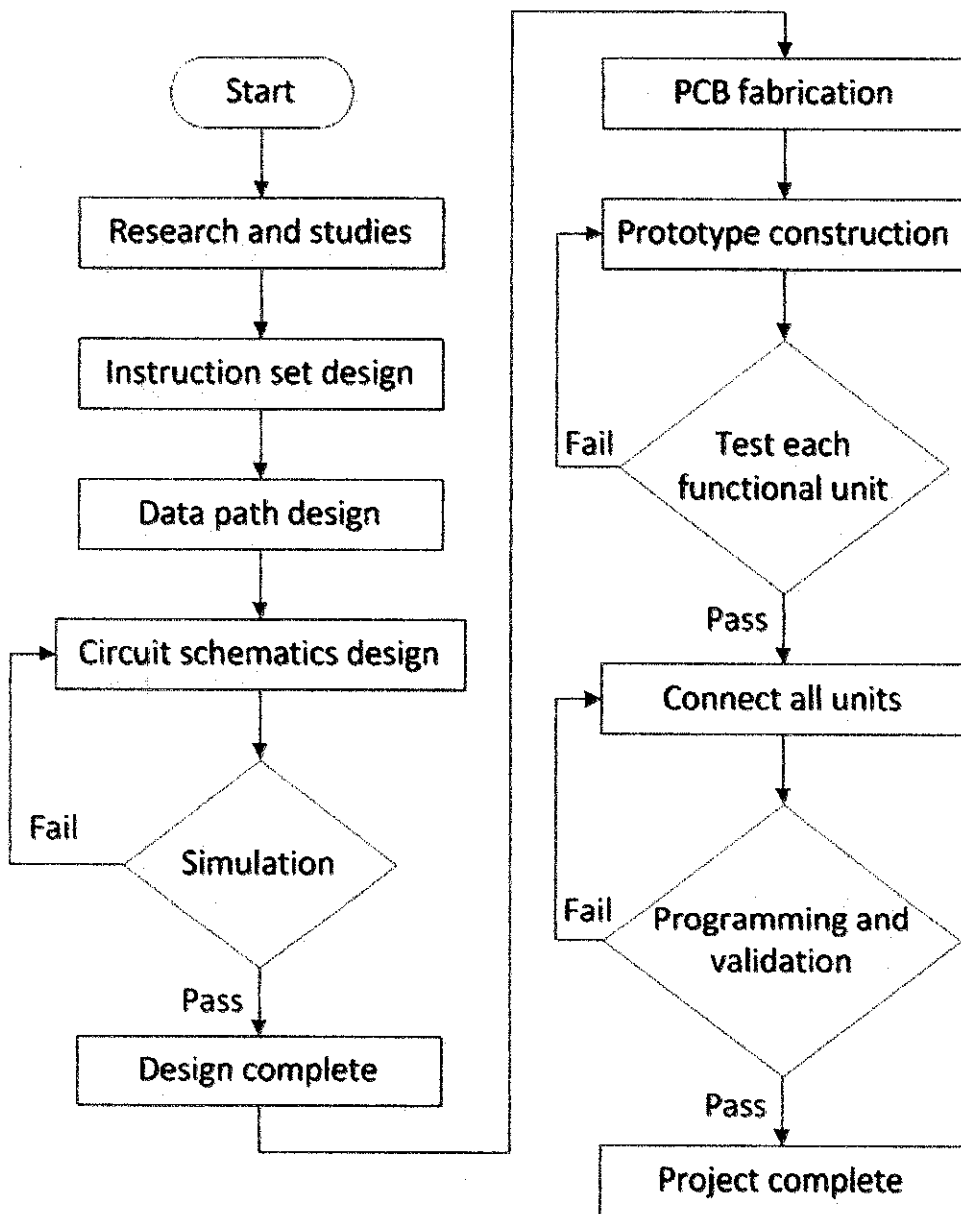 Start
Research and studies
Instruction set design
Data path design
Circuit schematics design
Fail
Simulation
Pass
Design complete
PCB fabrication
Prototype construction
Fail
Test each
functional unit
Pass
Connect all units
Fail
Programming and
validation
Pass
Project complete